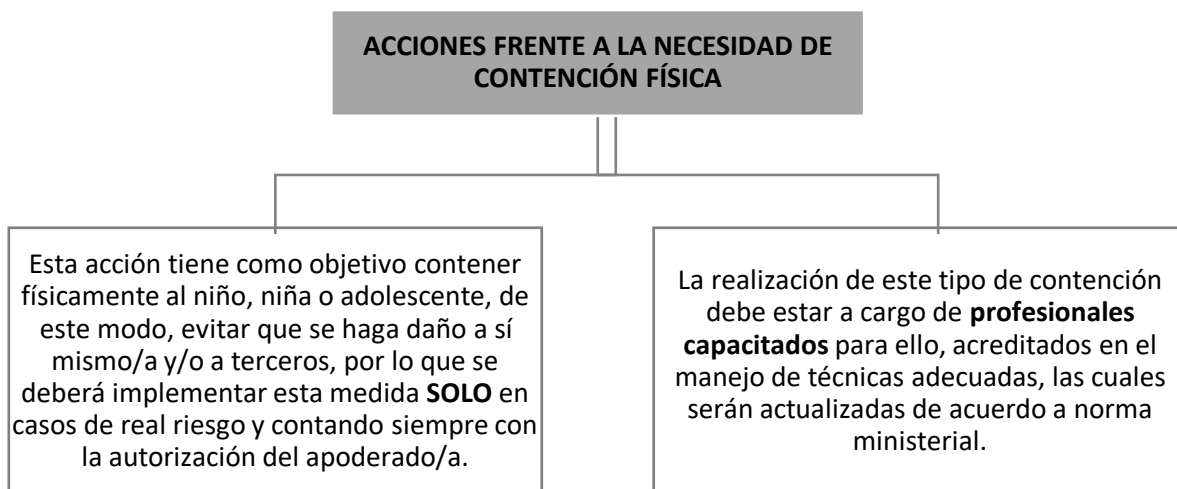 ACCIONES FRENTE A LA NECESIDAD DE
CONTENCIÓN FÍSICA
Esta acción tiene como objetivo contener
físicamente al niño, niña o adolescente, de
este modo, evitar que se haga daño a sí
mismo/a y/o a terceros, por lo que se
deberá implementar esta medida SOLO en
casos de real riesgo y contando siempre con
la autorización del apoderado/a.
La realización de este tipo de contención
debe estar a cargo de profesionales
capacitados para ello, acreditados en el
manejo de técnicas adecuadas, las cuales
serán actualizadas de acuerdo a norma
ministerial.